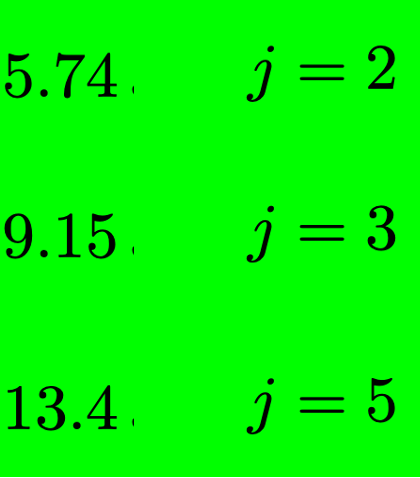 5.74 j = 2
9.15 j = 3
13.4 j = 5